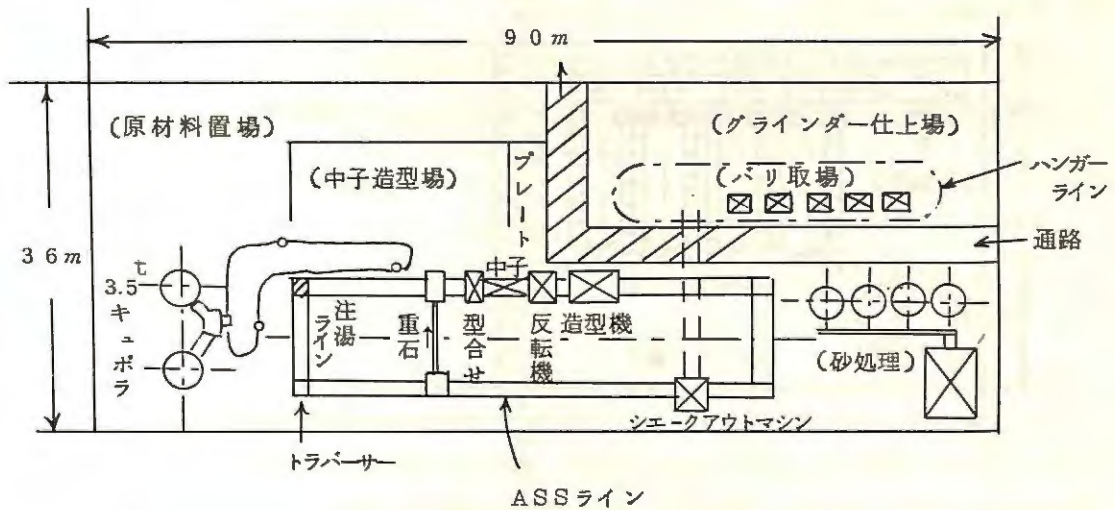 90m
36m
(原材料置場)
(グラインダー仕上場)
(中子造型場)
プレート
(バリ取場)
ハンガー
ライン
通路
3.5
t
キュポラ
注湯
ライン
重石
型合せ
中子
反転機
造型機
(砂処理)
シエークアウトマシン
トラバーサー
ASSライン